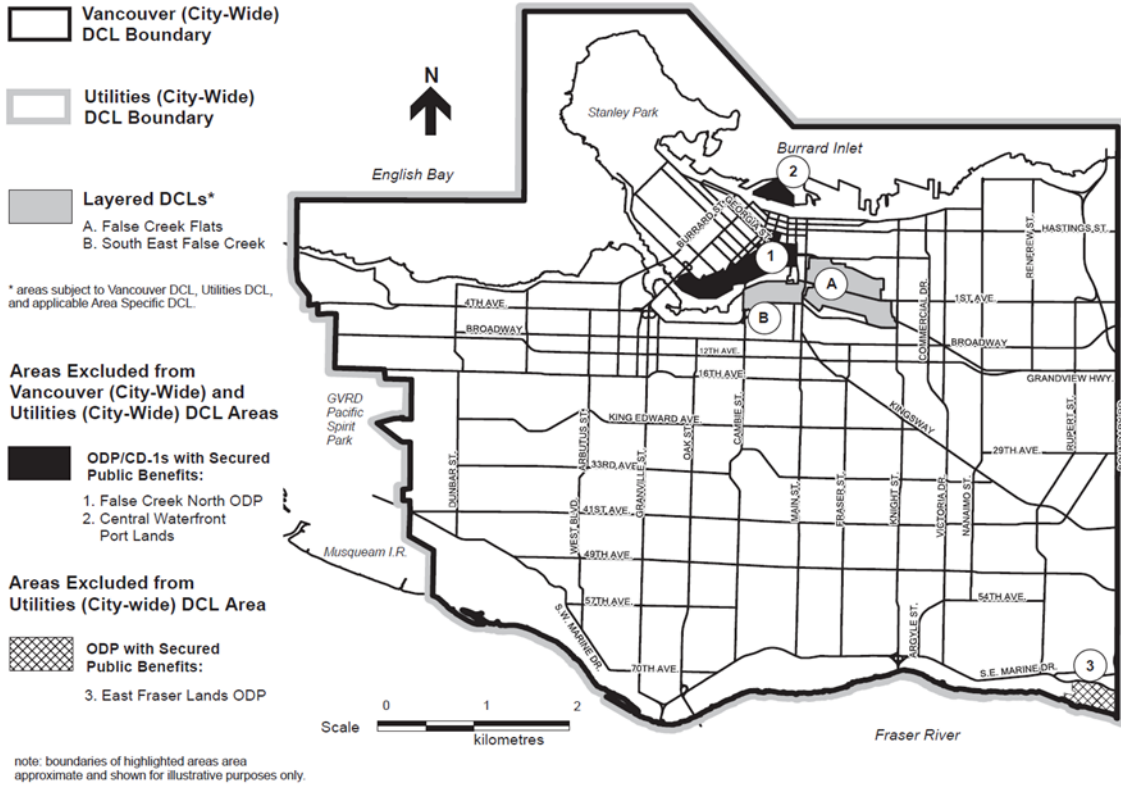 Vancouver (City-Wide)
DCL Boundary
Utilities (City-Wide)
DCL Boundary
Layered DCLs*
A. False Creek Flats
B. South East False Creek
* areas subject to Vancouver DCL, Utilities DCL,
and applicable Area Specific DCL.
Areas Excluded from
Vancouver (City-Wide) and
Utilities (City-Wide) DCL Areas
ODP/CD-1s with Secured
Public Benefits:
1. False Creek North ODP
2. Central Waterfront
Port Lands
Areas Excluded from
Utilities (City-wide) DCL Area
ODP with Secured
Public Benefits:
3. East Fraser Lands ODP
note: boundaries of highlighted areas area
approximate and shown for illustrative purposes only.
N
Stanley Park
English Bay
Burrard Inlet
2
BURRARD ST.
GEORGIA ST.
HASTINGS ST.
RENFREW ST.
1
A
B
4TH AVE.
1ST AVE.
COMMERCIAL DR.
BROADWAY
BROADWAY
12TH AVE.
16TH AVE.
GRANDVIEW HWY.
GVRD
Pacific
Spirit
Park
KING EDWARD AVE.
KINGSWAY
DUNBAR ST.
ARBUTUS ST.
OAK ST.
CAMBIE ST.
RUPERT ST.
29TH AVE.
33RD AVE.
GRANVILLE ST.
MAIN ST.
FRASER ST.
KNIGHT ST.
VICTORIA DR.
NANAIMO ST.
41ST AVE.
WEST BLVD.
Musqueam I.R.
49TH AVE.
57TH AVE.
54TH AVE.
S.W. MARINE DR.
ARGYLE ST.
70TH AVE.
S.E. MARINE DR.
3
Scale
0
1
2
kilometres
Fraser River